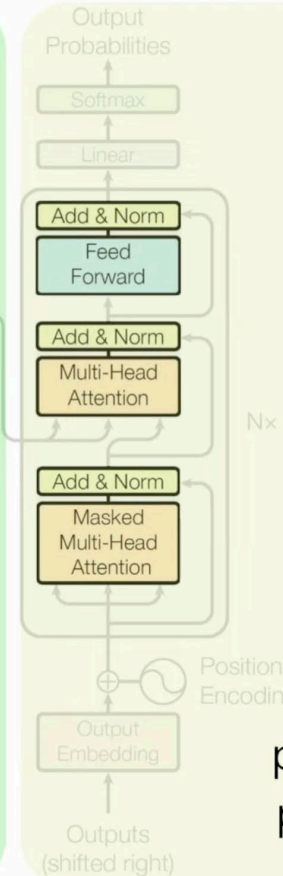 Output
Probabilities
Softmax
Linear
Add & Norm
Feed
Forward
Add & Norm
Multi-Head
Attention
N×
Add & Norm
Masked
Multi-Head
Attention
Position
Encodin
Output
Embedding
p
p
Outputs
(shifted right)